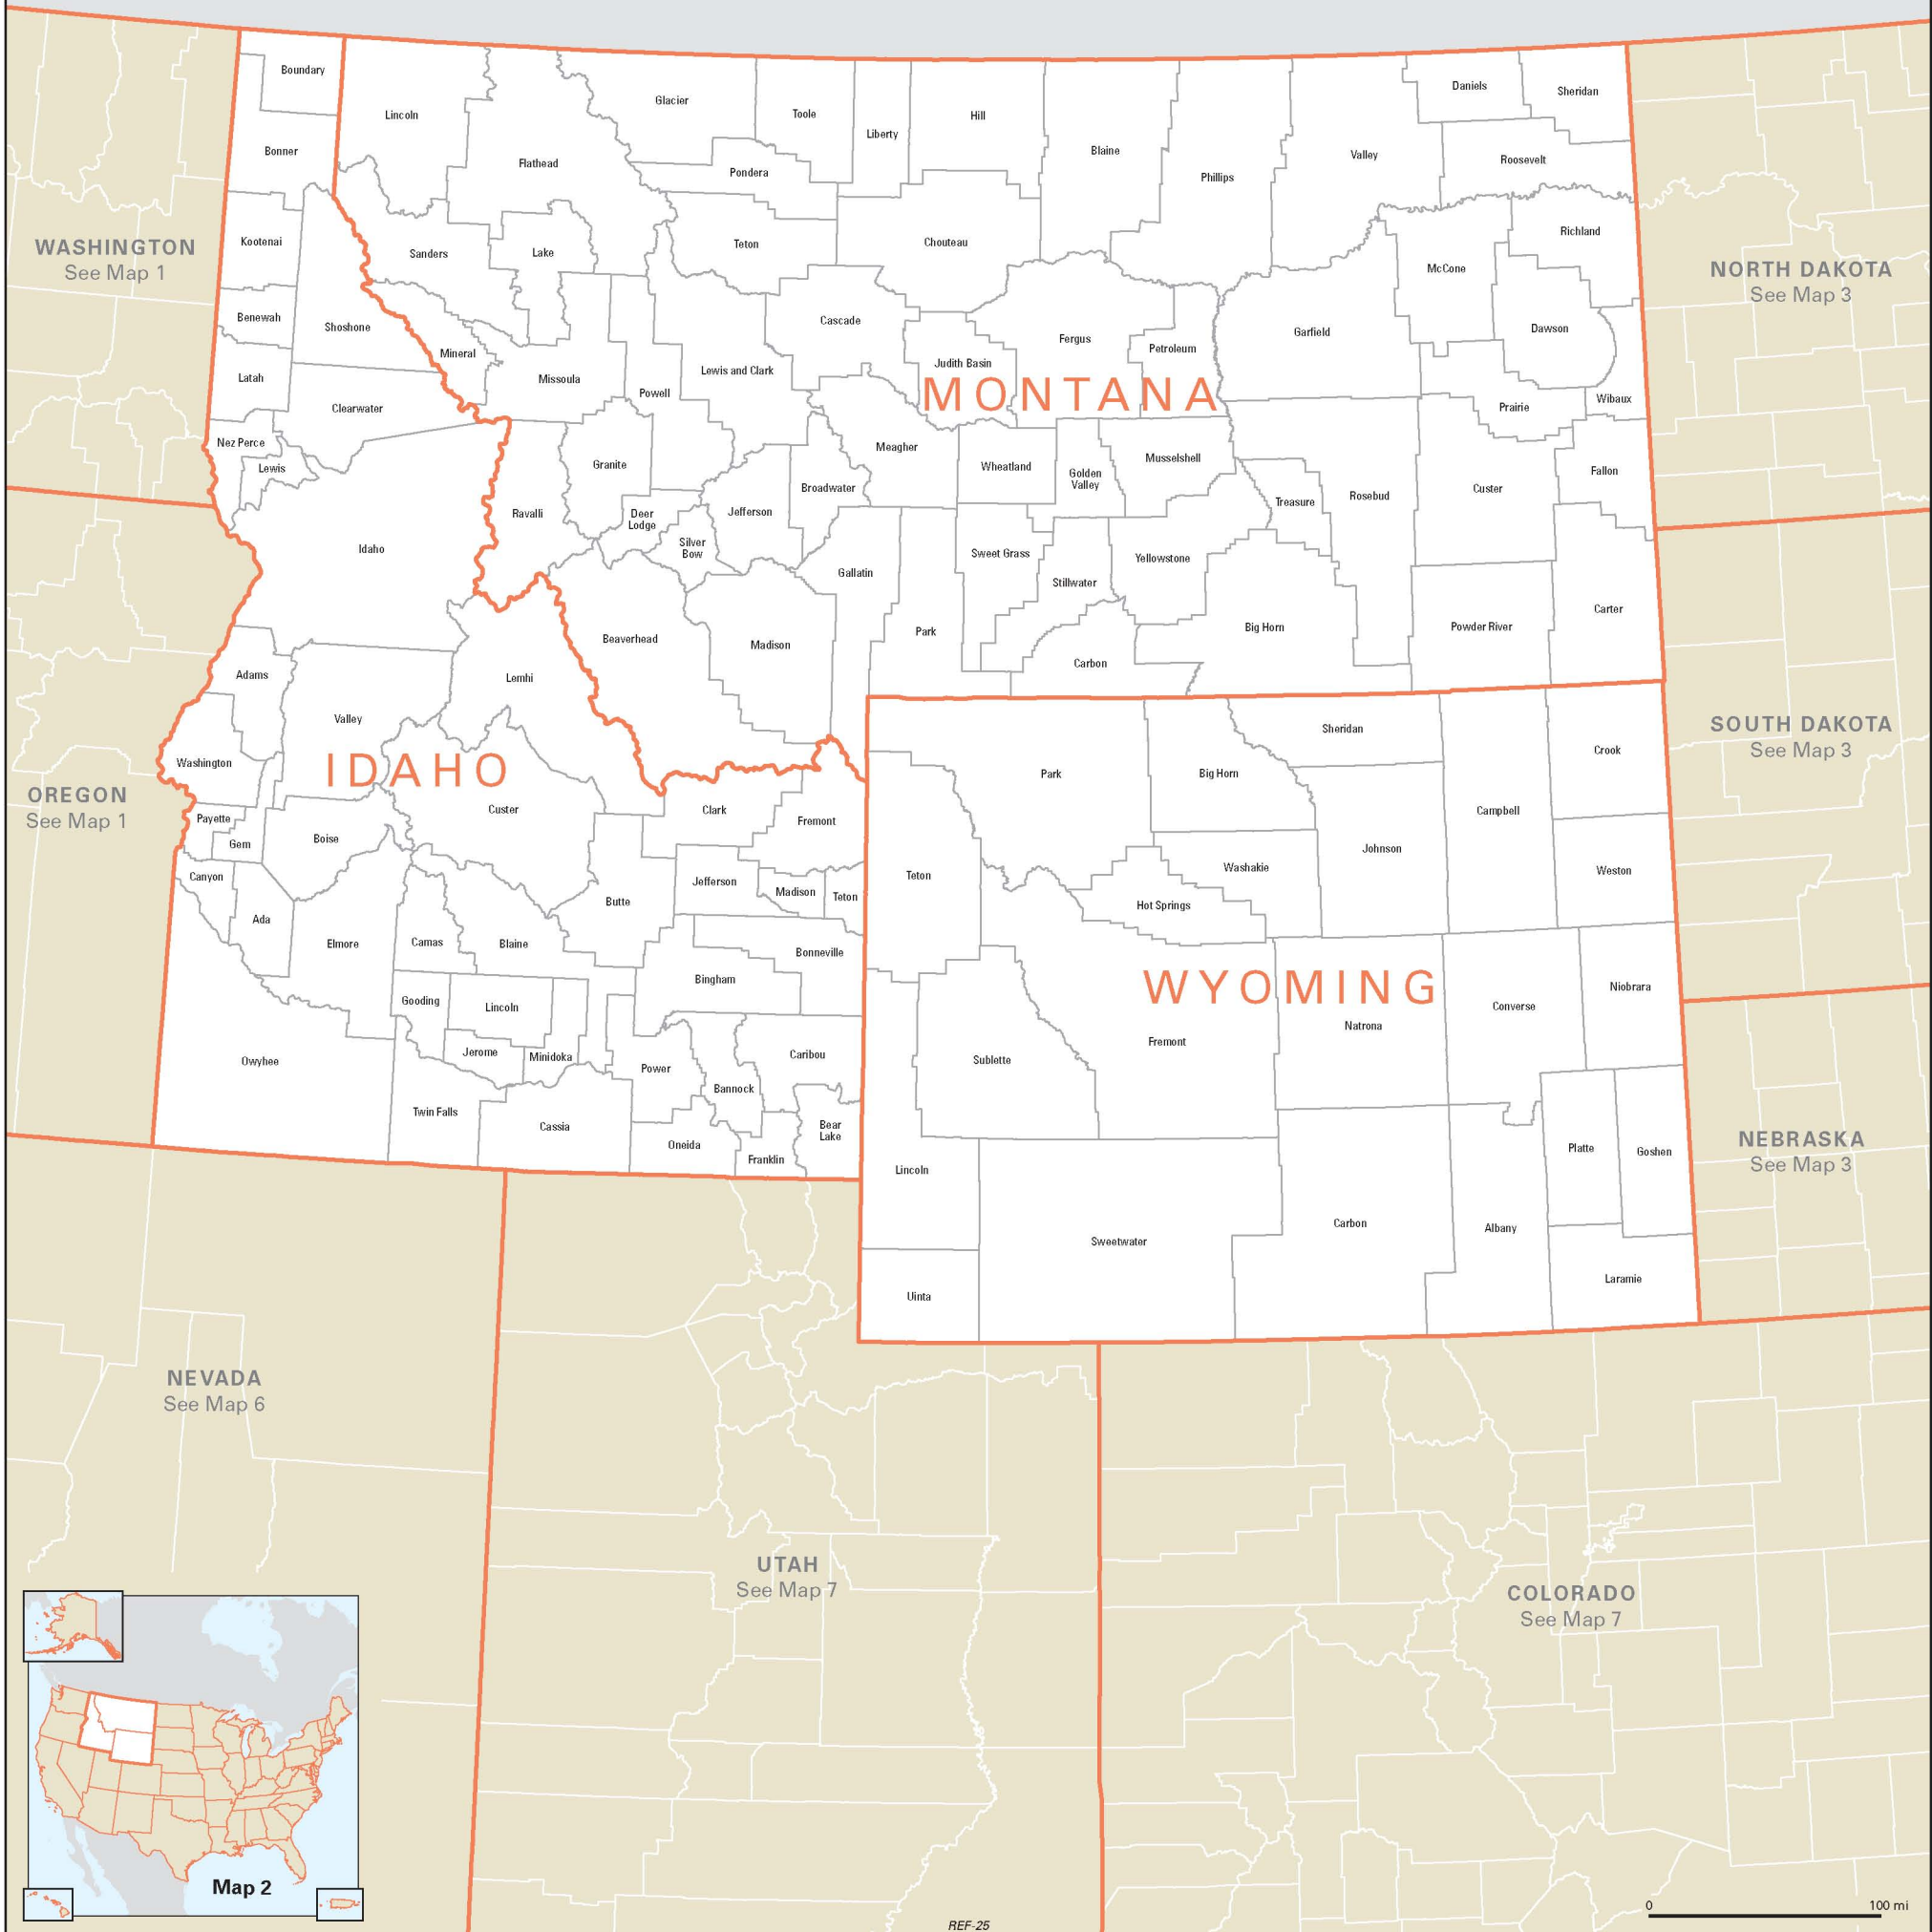 Boundary
Bonner
Kootenai
Benewah
Shoshone
Latah
Clearwater
Nez Perce
Lewis
Idaho
Adams
Valley
Lemhi
Washington
IDAHO
Custer
Payette
Gem
Boise
Canyon
Ada
Elmore
Camas
Blaine
Butte
Clark
Fremont
Jefferson
Madison
Teton
Bonneville
Bingham
Gooding
Lincoln
Jerome
Minidoka
Owyhee
Twin Falls
Cassia
Power
Bannock
Caribou
Oneida
Franklin
Bear
Lake
Lincoln
Flathead
Glacier
Toole
Liberty
Hill
Blaine
Phillips
Valley
Daniels
Sheridan
Roosevelt
Pondera
Teton
Chouteau
Sanders
Lake
Richland
McCone
Dawson
Garfield
Petroleum
Fergus
Judith Basin
Cascade
Lewis and Clark
Powell
Missoula
Mineral
MONTANA
Prairie
Wibaux
Granite
Ravalli
Deer
Lodge
Silver
Bow
Jefferson
Broadwater
Meagher
Wheatland
Golden
Valley
Musselshell
Treasure
Rosebud
Custer
Fallon
Gallatin
Park
Sweet Grass
Stillwater
Yellowstone
Carbon
Big Horn
Powder River
Carter
Beaverhead
Madison
Park
Big Horn
Sheridan
Campbell
Crook
Johnson
Weston
Teton
Washakie
Hot Springs
WYOMING
Fremont
Natrona
Converse
Niobrara
Sublette
Lincoln
Sweetwater
Carbon
Albany
Platte
Goshen
Laramie
Uinta
WASHINGTON
See Map 1
OREGON
See Map 1
NORTH DAKOTA
See Map 3
SOUTH DAKOTA
See Map 3
NEBRASKA
See Map 3
NEVADA
See Map 6
UTAH
See Map 7
COLORADO
See Map 7
Map 2
0 100 mi
REF-25